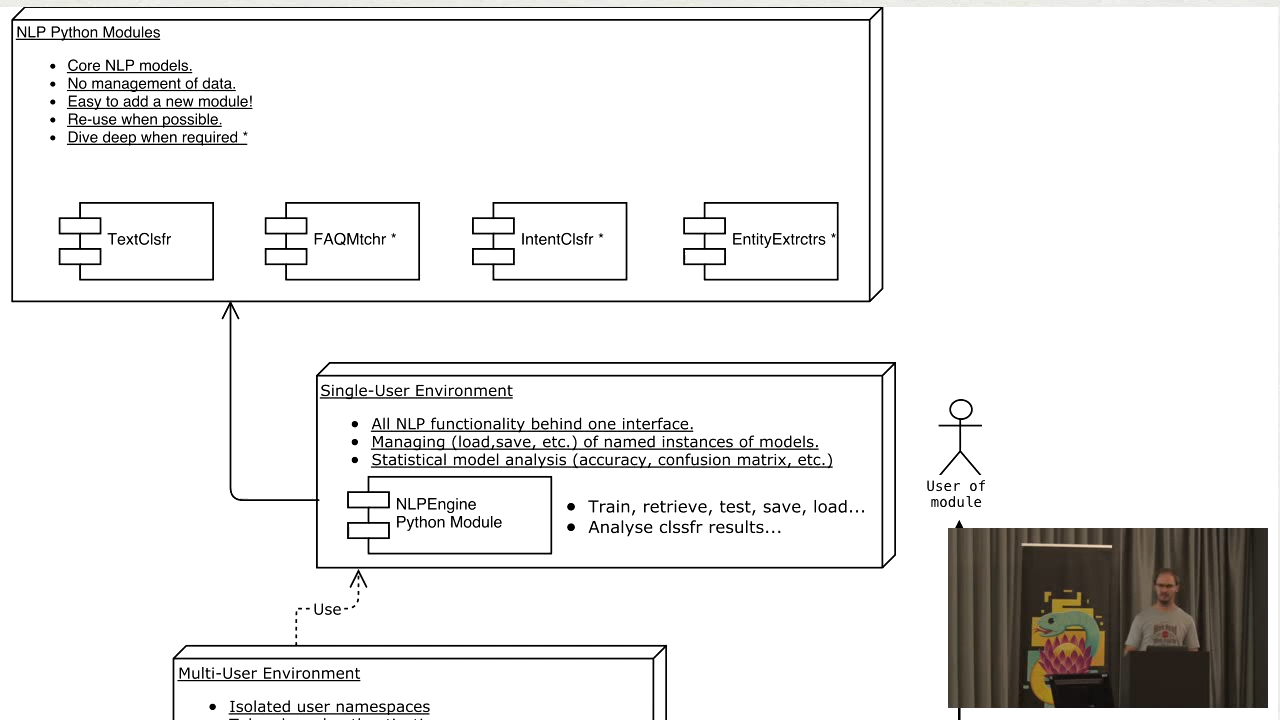 NLP Python Modules
• Core NLP models.
• No management of data.
• Easy to add a new module!
• Re-use when possible.
• Dive deep when required *
TextClsfr
FAQMtchr *
IntentClsfr *
EntityExtrctrs *
Single-User Environment
• All NLP functionality behind one interface.
• Managing (load,save, etc.) of named instances of models.
• Statistical model analysis (accuracy, confusion matrix, etc.)
NLPEngine
Python Module
• Train, retrieve, test, save, load...
• Analyse clssfr results...
User of
module
Use
Multi-User Environment
• Isolated user namespaces